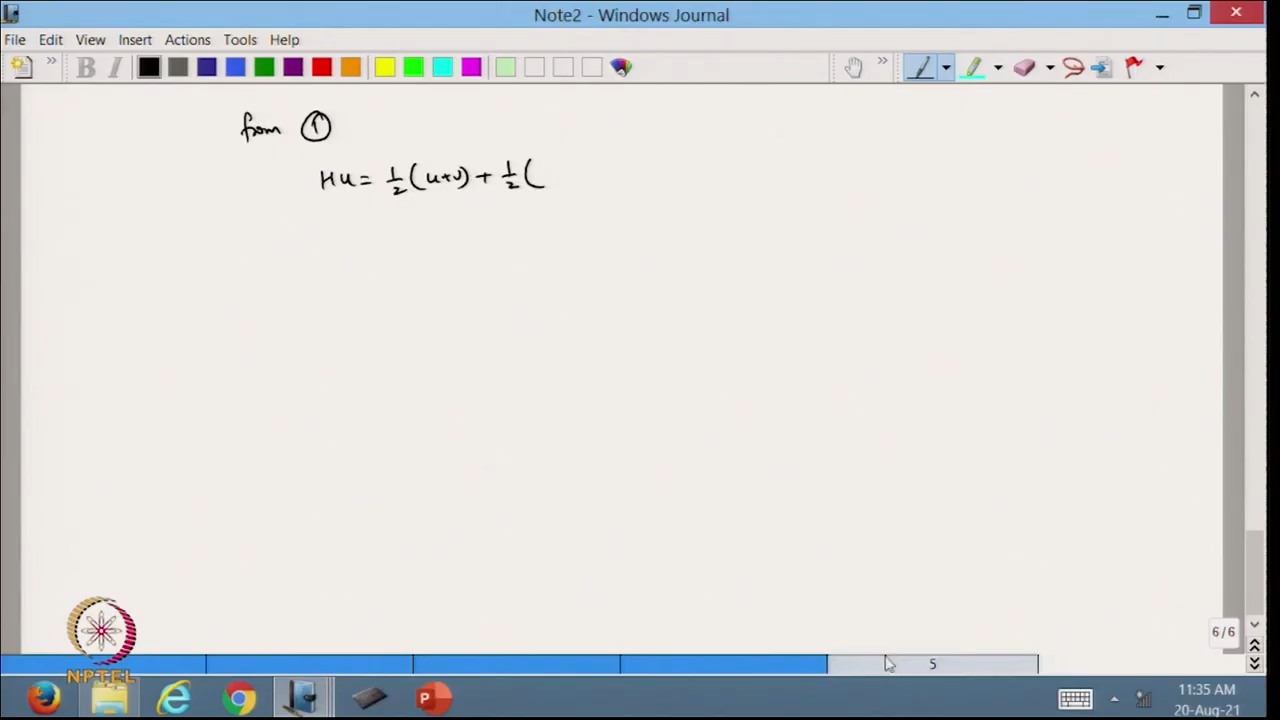 Note2 - Windows Journal
File Edit View Insert Actions Tools Help
B I
from ①
Hu = 1/2 (u+v) + 1/2 (
6 / 6
5
NPTEL
11:35 AM
20-Aug-21